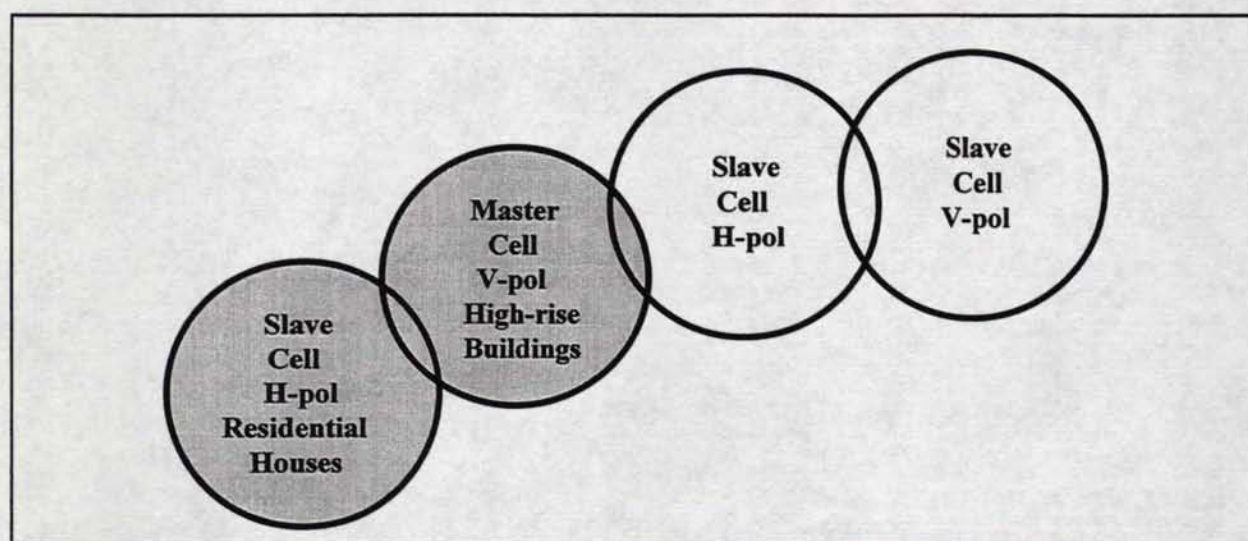 Slave
Cell
H-pol
Residential
Houses
Master
Cell
V-pol
High-rise
Buildings
Slave
Cell
H-pol
Slave
Cell
V-pol